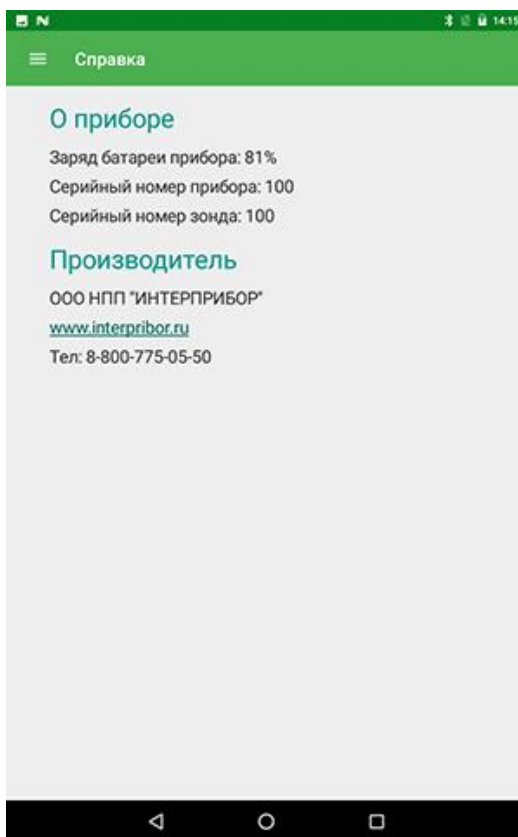 14:15
Справка
О приборе
Заряд батареи прибора: 81%
Серийный номер прибора: 100
Серийный номер зонда: 100
Производитель
ООО НПП "ИНТЕРПРИБОР"
www.interpribor.ru
Тел: 8-800-775-05-50